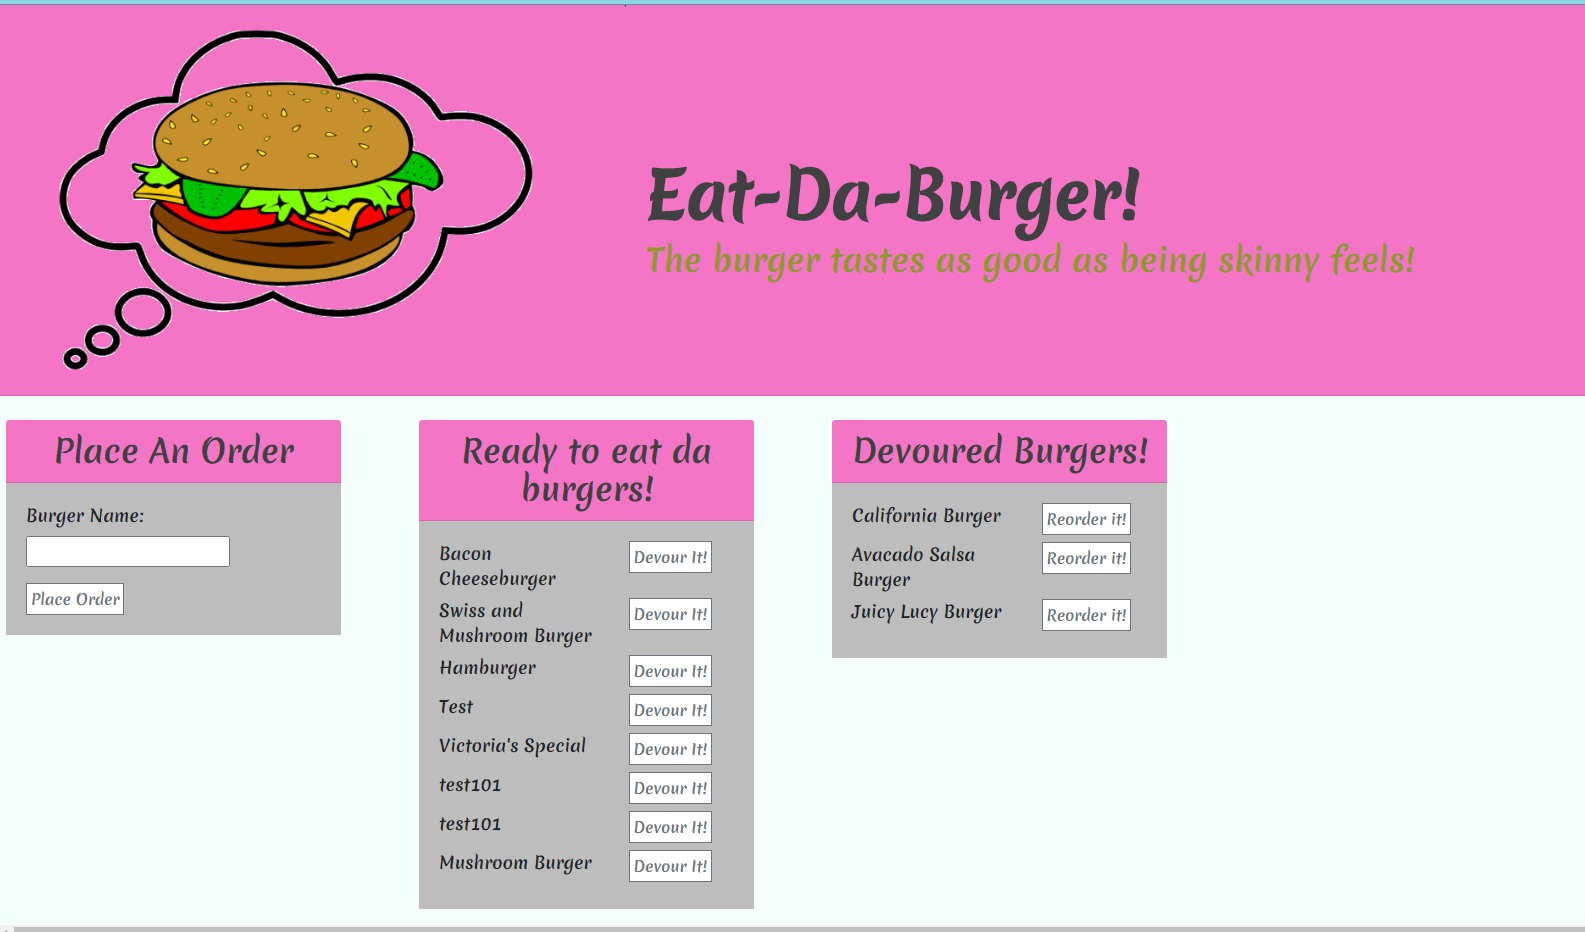 Eat-Da-Burger!
The burger tastes as good as being skinny feels!
Place An Order
Burger Name:
Place Order
Ready to eat da
burgers!
Bacon
Cheeseburger
Devour It!
Swiss and
Mushroom Burger
Devour It!
Hamburger
Devour It!
Test
Devour It!
Victoria's Special
Devour It!
test101
Devour It!
test101
Devour It!
Mushroom Burger
Devour It!
Devoured Burgers!
California Burger
Reorder it!
Avacado Salsa
Burger
Reorder it!
Juicy Lucy Burger
Reorder it!